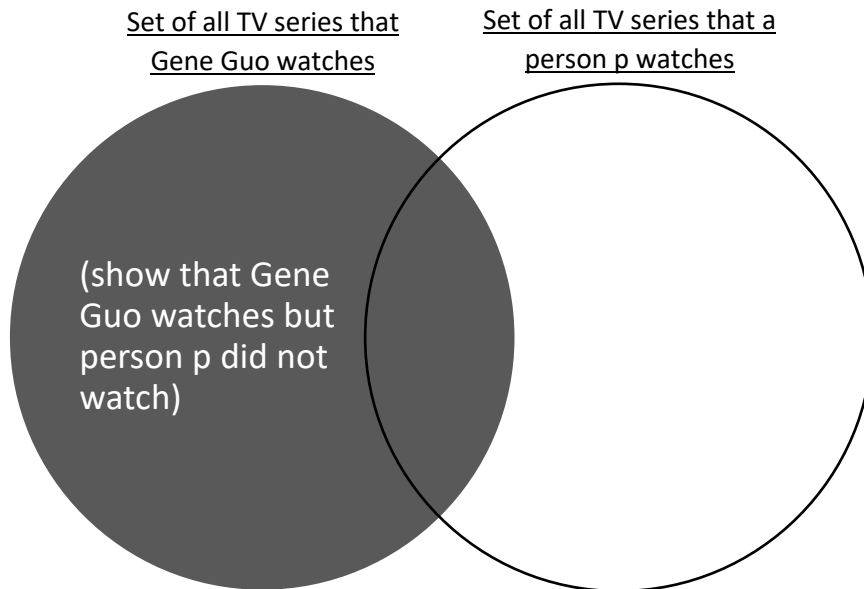 Set of all TV series that
Gene Guo watches
Set of all TV series that a
person p watches
(show that Gene
Guo watches but
person p did not
watch)